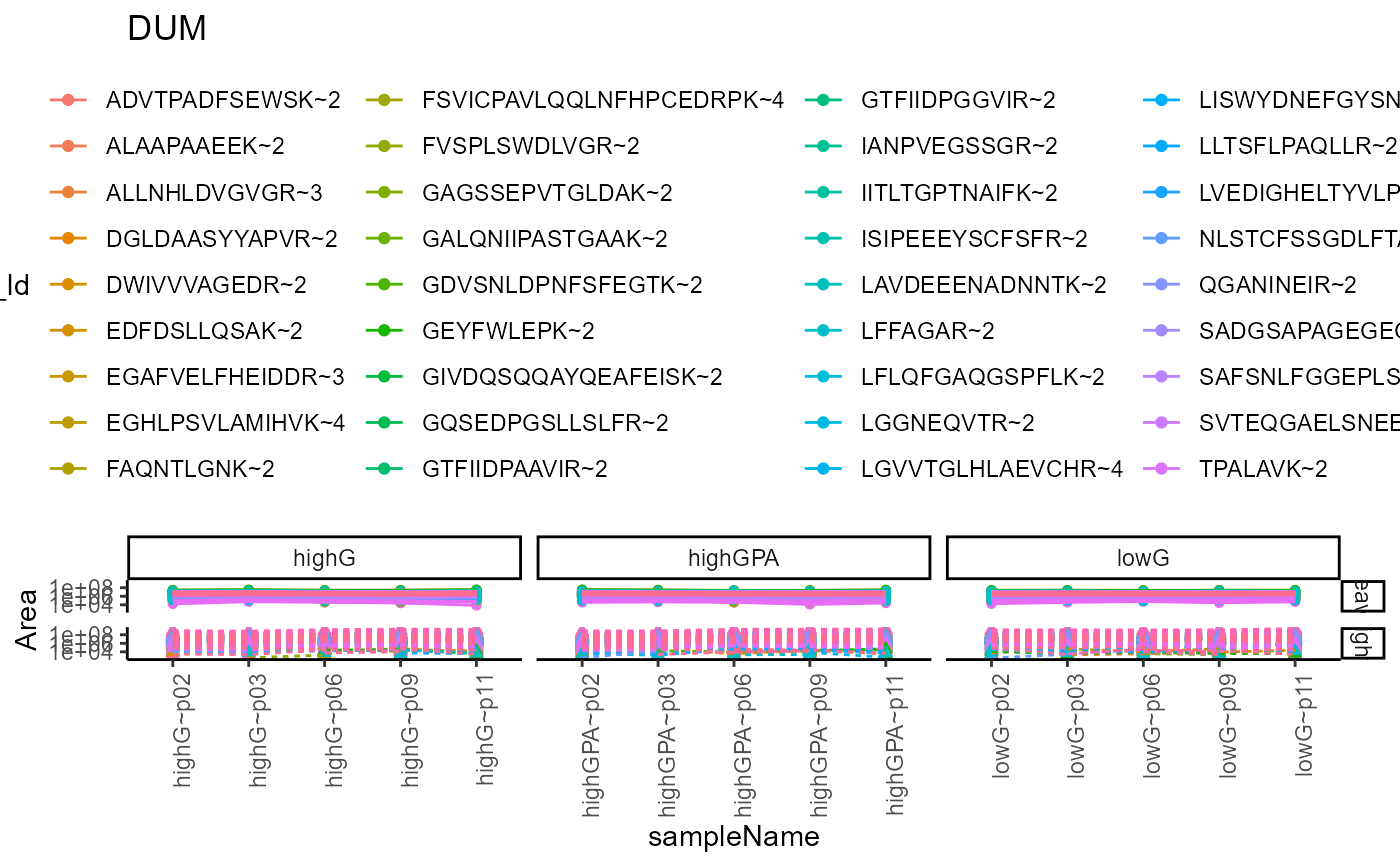 DUM
ADVTPADFSEWSK~2
ALAAPAAEEK~2
ALLNHLDVGVGR~3
DGLDAASYYAPVR~2
DWIVVVAGEDR~2
EDFDSLLQSAK~2
EGAFVELFHEIDDR~3
EGHLPSVLAMIHVK~4
FAQNTLGNK~2
FSVICPAVLQQLNFHPCEDRPK~4
FVSPLSWDLVGR~2
GAGSSEPVTGLDAK~2
GALQNIIPASTGAAK~2
GDVSNLDPNFSFEGTK~2
GEYFWLEPK~2
GIVDQSQQAYQEAFEISK~2
GQSEDPGSLLSLFR~2
GTFIIDPAAVIR~2
GTFIIDPGGVIR~2
IANPVEGSSGR~2
IITLTGPTNAIFK~2
ISIPEEEYSCFSFR~2
LAVDEEENADNNTK~2
LFFAGAR~2
LFLQFGAQGSPFLK~2
LGGNEQVTR~2
LGVVTGLHLAEVCHR~4
LISWYDNEFGYSN
LLTSFLPAQLLR~2
LVEDIGHELTYVLP
NLSTCFSSGDLFT
QGANINEIR~2
SADGSAPAGEGE
SAFSNLFGGEPLS
SVTEQGAELSNEE
TPALAVK~2
_Id
highG
highGPA
lowG
Area
1e+08
1e+06
1e+04
eav
1e+08
1e+06
1e+04
igh
highG~p02
highG~p03
highG~p06
highG~p09
highG~p11
highGPA~p02
highGPA~p03
highGPA~p06
highGPA~p09
highGPA~p11
lowG~p02
lowG~p03
lowG~p06
lowG~p09
lowG~p11
sampleName